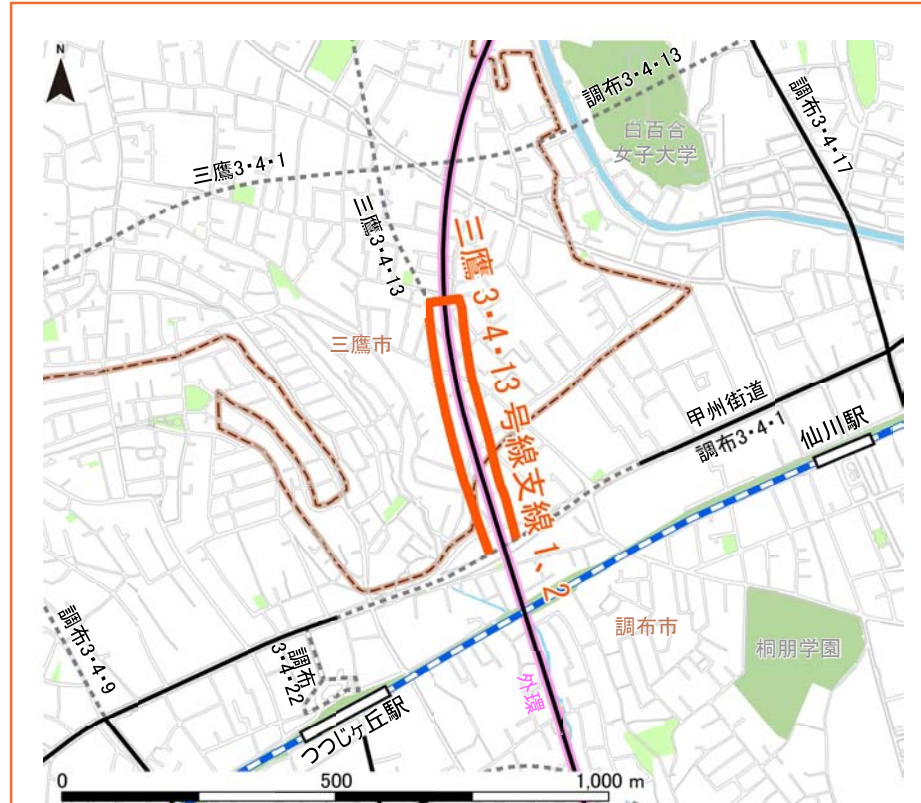 N
調布3・4・13
調布3・4・17
白百合
女子大学
三鷹3・4・1
三鷹3・4・13
三鷹3・4・13号線支線1、2
三鷹市
甲州街道
調布3・4・1
仙川駅
調布市
桐朋学園
調布3・4・9
調布
3・4・22
つつじヶ丘駅
外環
0 500 1,000 m